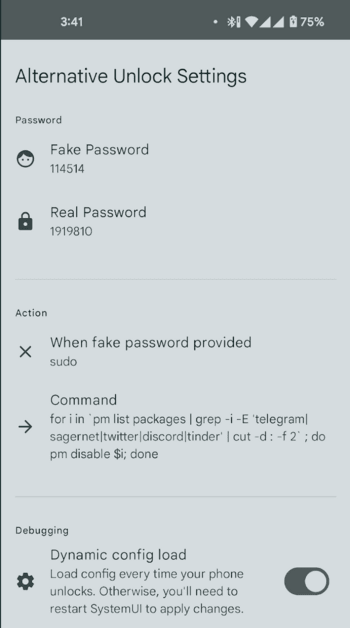 3:41
75%
Alternative Unlock Settings
Password
Fake Password
114514
Real Password
1919810
Action
When fake password provided
sudo
Command
for i in `pm list packages | grep -i -E 'telegram|
sagernet|twitter|discord|tinder' | cut -d : -f 2` ; do
pm disable $i; done
Debugging
Dynamic config load
Load config every time your phone
unlocks. Otherwise, you'll need to
restart SystemUI to apply changes.